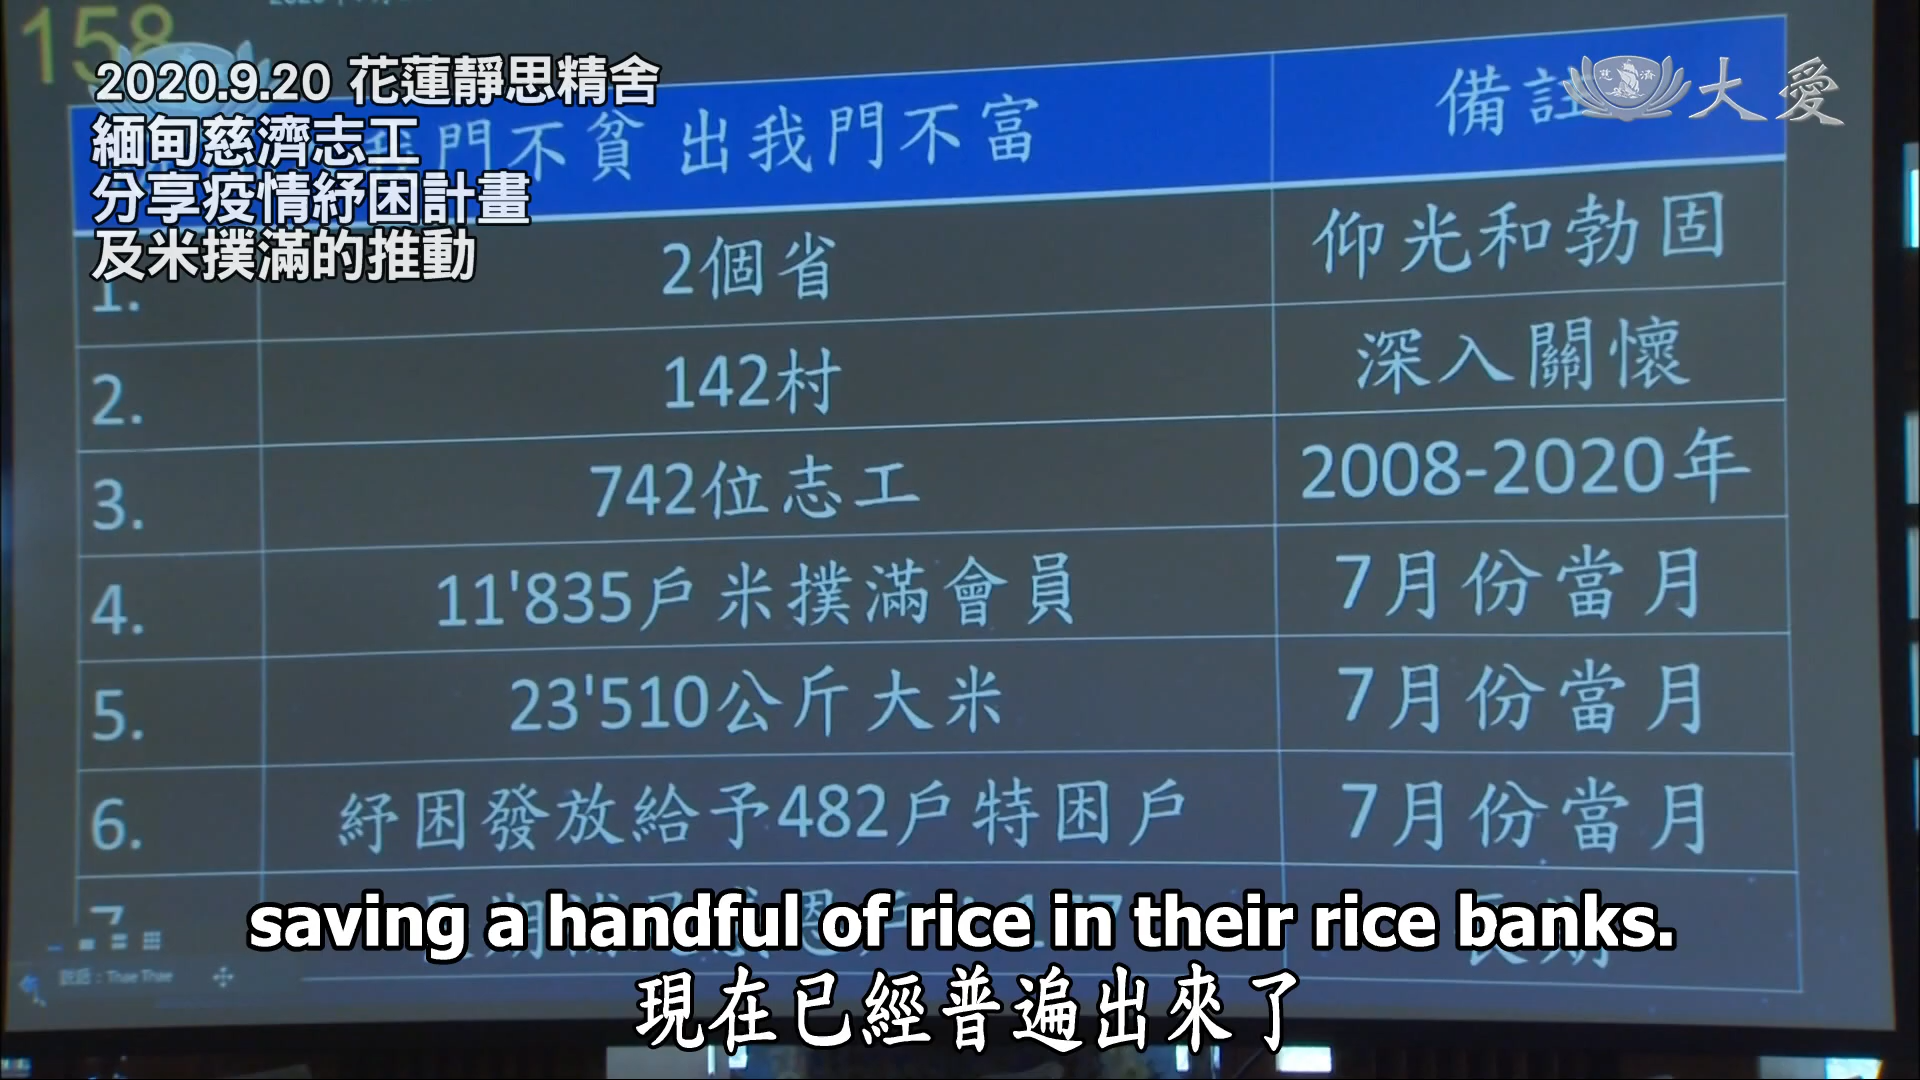 158
2020.9.20 花蓮靜思精舍
緬甸慈濟志工
分享疫情紓困計畫
及米撲滿的推動
大愛
慈 濟
我門不貧 出我門不富
備註
1.
2個省
仰光和勃固
2.
142村
深入關懷
3.
742位志工
2008-2020年
4.
11'835戶米撲滿會員
7月份當月
5.
23'510公斤大米
7月份當月
6.
紓困發放給予482戶特困戶
7月份當月
7.
saving a handful of rice in their rice banks.
Thae Thae
現在已經普遍出來了